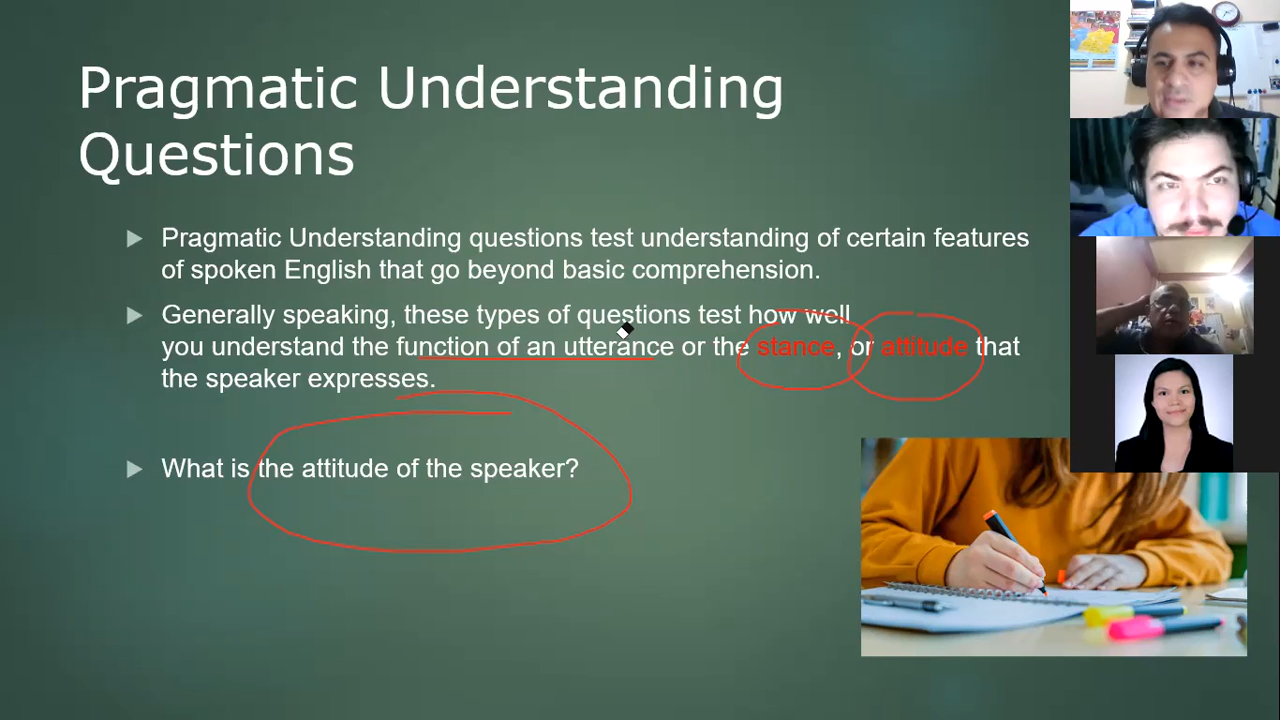 Pragmatic Understanding
Questions
Pragmatic Understanding questions test understanding of certain features
of spoken English that go beyond basic comprehension.
Generally speaking, these types of questions test how well
you understand the function of an utterance or the stance, or attitude that
the speaker expresses.
What is the attitude of the speaker?